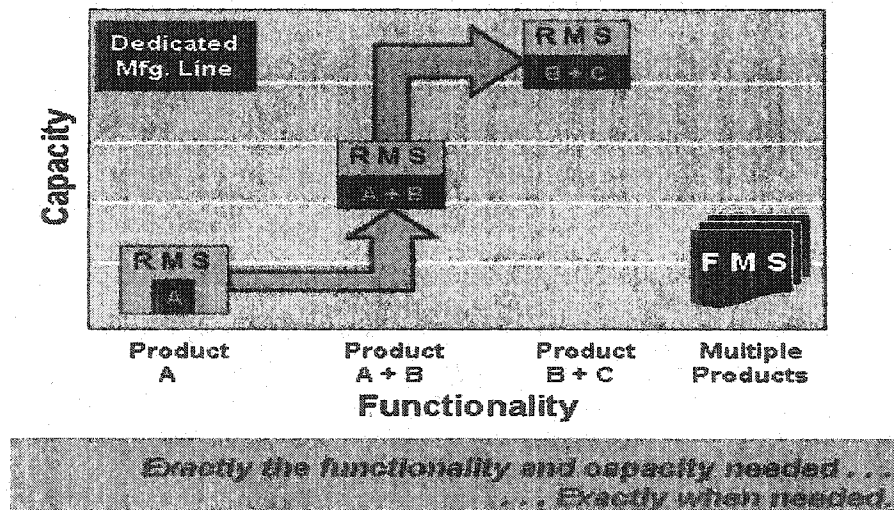 Dedicated
Mfg. Line
RMS
B + C
RMS
A + B
RMS
A
FMS
Capacity
Product
A
Product
A + B
Product
B + C
Multiple
Products
Functionality
Exactly the functionality and capacity needed . . .
. . . Exactly when needed.